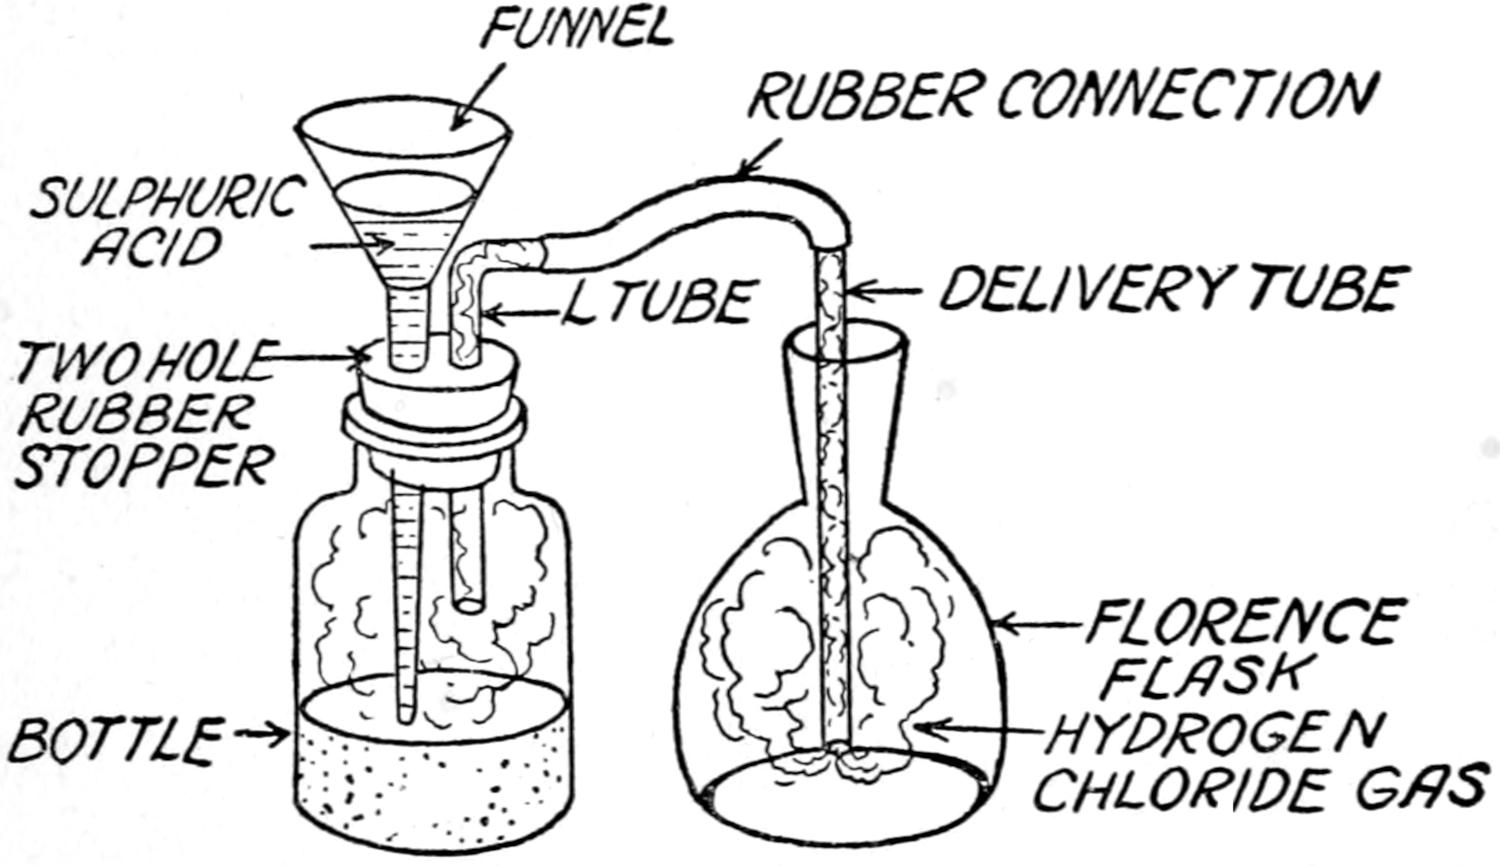 FUNNEL
RUBBER CONNECTION
SULPHURIC
ACID
L TUBE
DELIVERY TUBE
TWO HOLE
RUBBER
STOPPER
FLORENCE
FLASK
BOTTLE
HYDROGEN
CHLORIDE GAS